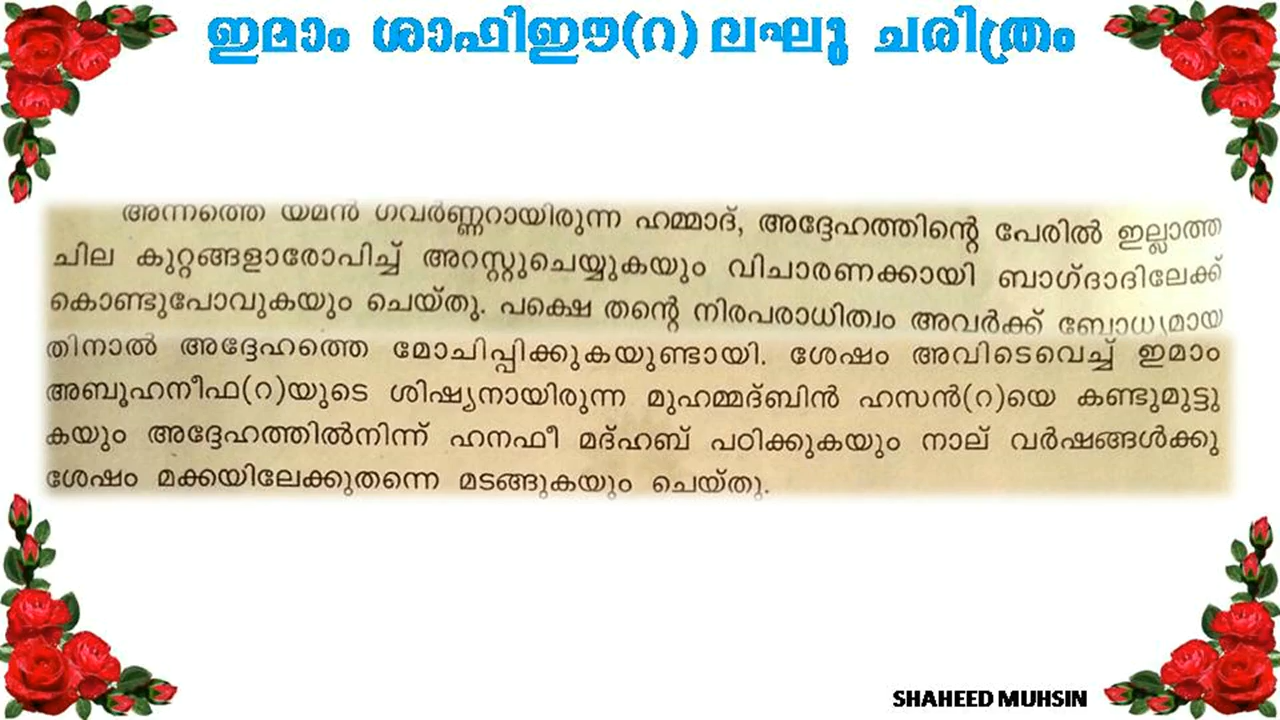 ഇമാം ശാഫിഈ(റ) ലഘു ചരിത്രം
അന്നത്തെ യമൻ ഗവർണ്ണറായിരുന്ന ഹമ്മാദ്, അദ്ദേഹത്തിന്റെ പേരിൽ ഇല്ലാത്ത
ചില കുറ്റങ്ങളാരോപിച്ച് അറസ്റ്റുചെയ്യുകയും വിചാരണക്കായി ബാഗ്ദാദിലേക്ക്
കൊണ്ടുപോവുകയും ചെയ്തു. പക്ഷെ തന്റെ നിരപരാധിത്വം അവർക്ക് ബോധ്യമായ
തിനാൽ അദ്ദേഹത്തെ മോചിപ്പിക്കുകയുണ്ടായി. ശേഷം അവിടെവെച്ച് ഇമാം
അബൂഹനീഫ(റ)യുടെ ശിഷ്യനായിരുന്ന മുഹമ്മദ്ബിൻ ഹസൻ(റ)യെ കണ്ടുമുട്ടു
കയും അദ്ദേഹത്തിൽനിന്ന് ഹനഫീ മദ്ഹബ് പഠിക്കുകയും നാല് വർഷങ്ങൾക്കു
ശേഷം മക്കയിലേക്കുതന്നെ മടങ്ങുകയും ചെയ്തു.
SHAHEED MUHSIN